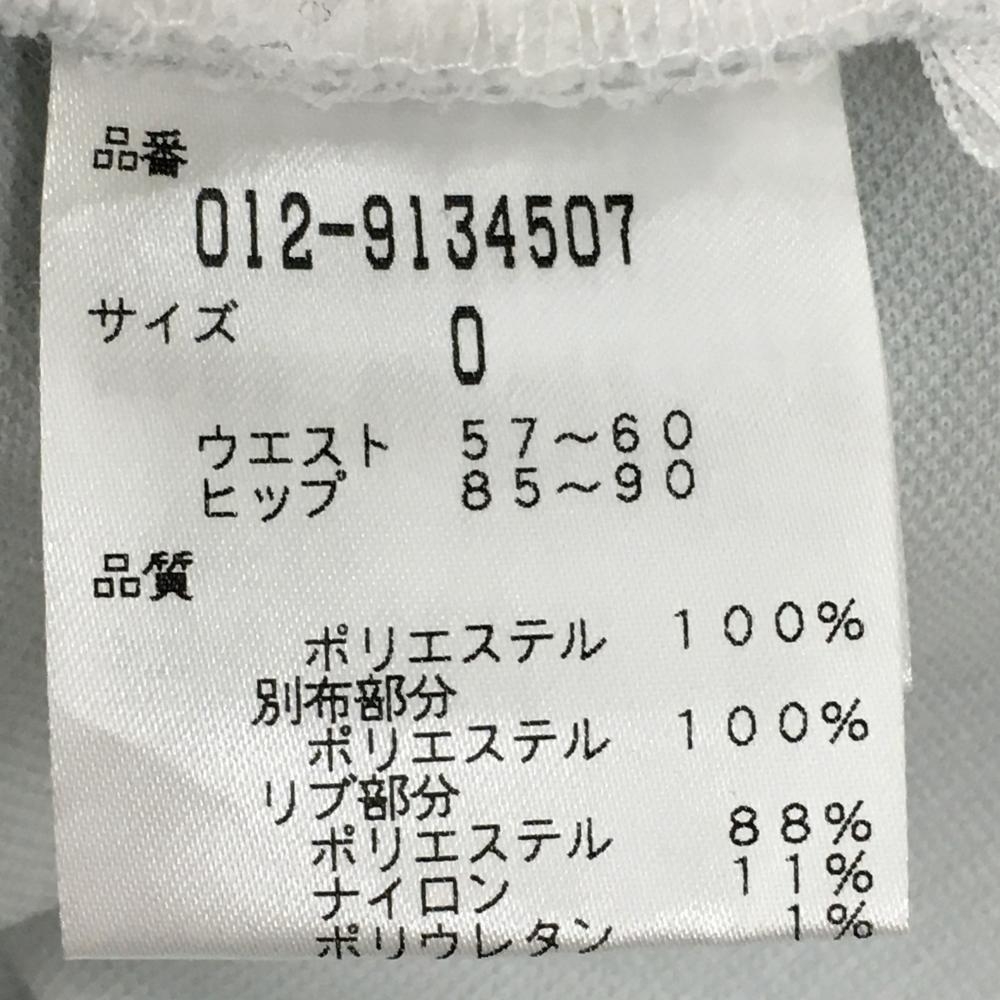 品番
012-9134507
サイズ 0
ウエスト 57～60
ヒップ 85～90
品質
ポリエステル 100%
別布部分
ポリエステル 100%
リブ部分
ポリエステル 88%
ナイロン 11%
ポリウレタン 1%